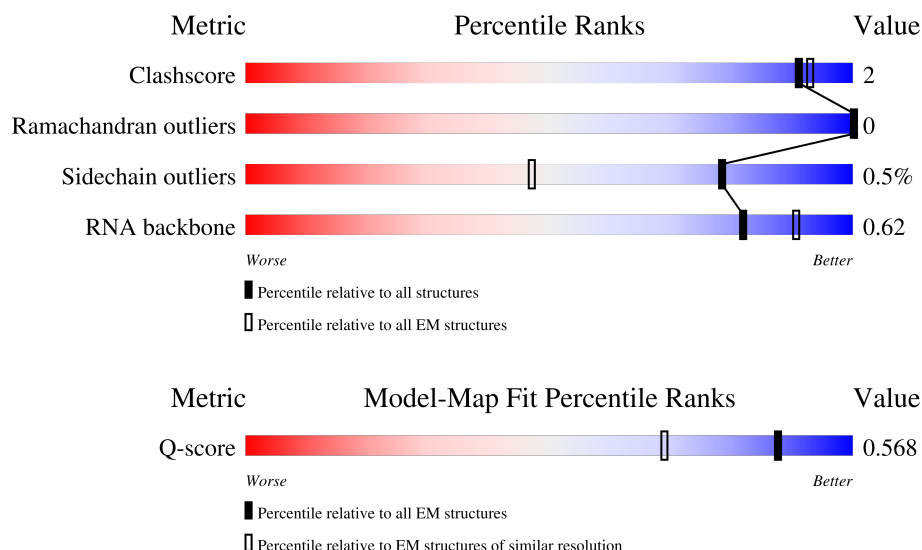 Metric Percentile Ranks Value
Clashscore 2
Ramachandran outliers 0
Sidechain outliers 0.5%
RNA backbone 0.62
Worse Better
Percentile relative to all structures
Percentile relative to all EM structures
Metric Model-Map Fit Percentile Ranks Value
Q-score 0.568
Worse Better
Percentile relative to all EM structures
Percentile relative to EM structures of similar resolution